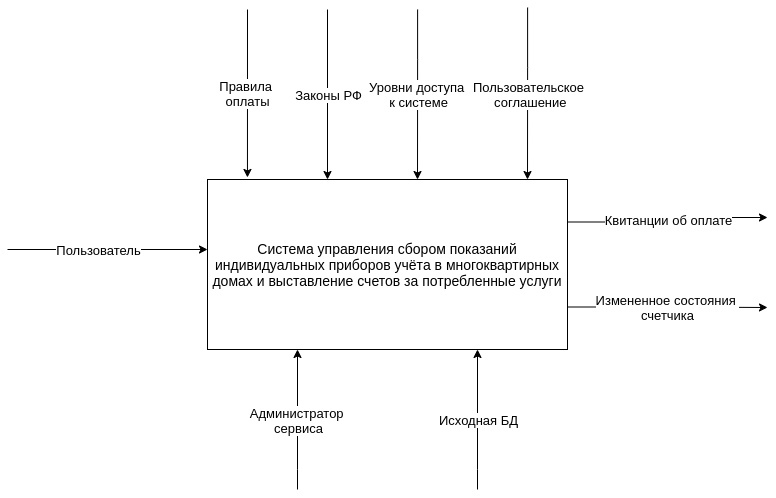 Правила
оплаты
Законы РФ
Уровни доступа
к системе
Пользовательское
соглашение
Пользователь
Система управления сбором показаний
индивидуальных приборов учёта в многоквартирных
домах и выставление счетов за потребленные услуги
Квитанции об оплате
Измененное состояния
счетчика
Администратор
сервиса
Исходная БД